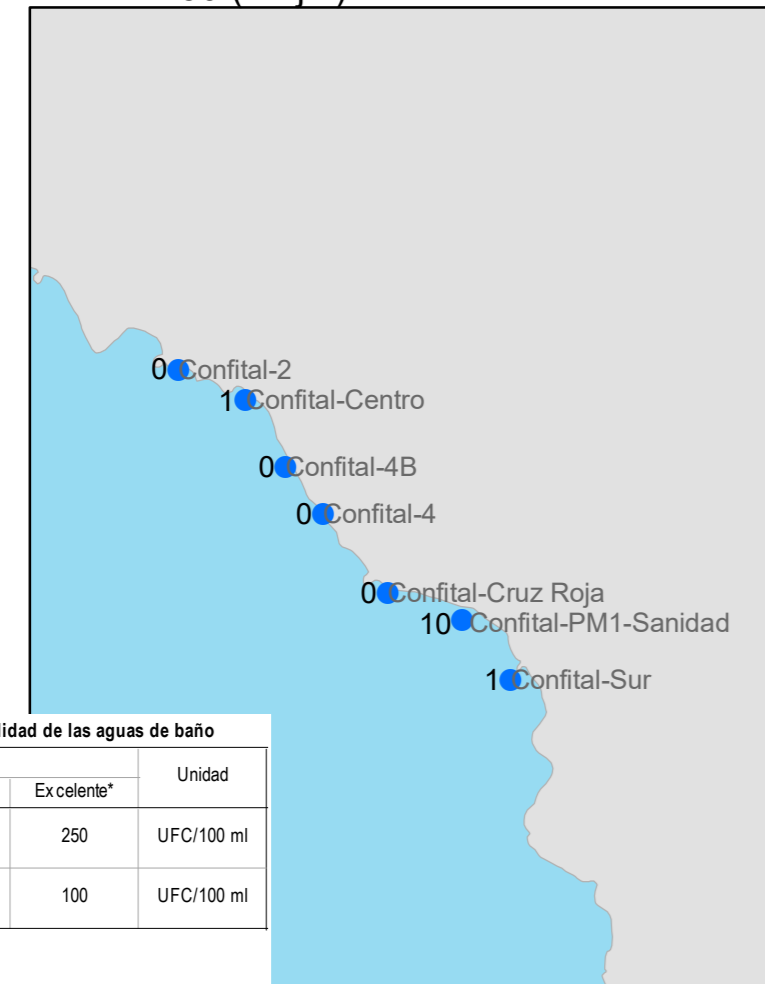 0 Confital-2
1 Confital-Centro
0 Confital-4B
0 Confital-4
0 Confital-Cruz Roja
10 Confital-PM1-Sanidad
1 Confital-Sur
de las aguas de baño
Unidad
Excelente*
250 UFC/100 ml
100 UFC/100 ml